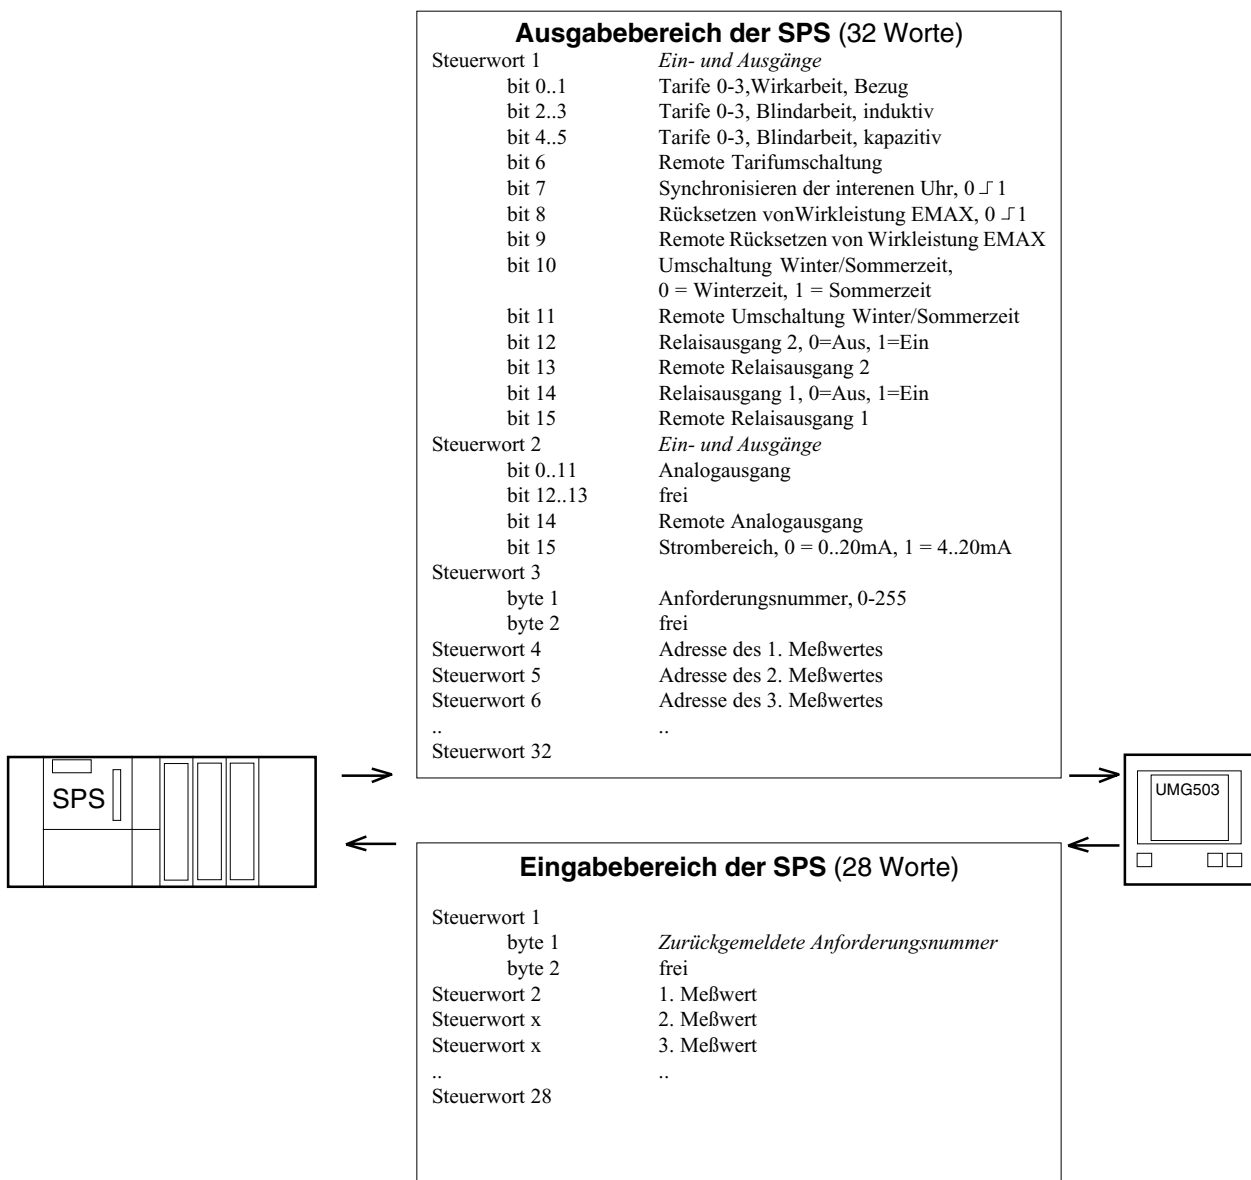 Ausgabebereich der SPS (32 Worte)
Steuerwort 1 Ein- und Ausgänge
bit 0..1 Tarife 0-3,Wirkarbeit, Bezug
bit 2..3 Tarife 0-3, Blindarbeit, induktiv
bit 4..5 Tarife 0-3, Blindarbeit, kapazitiv
bit 6 Remote Tarifumschaltung
bit 7 Synchronisieren der interenen Uhr, 0 1
bit 8 Rücksetzen vonWirkleistung EMAX, 0 1
bit 9 Remote Rücksetzen von Wirkleistung EMAX
bit 10 Umschaltung Winter/Sommerzeit,
0 = Winterzeit, 1 = Sommerzeit
bit 11 Remote Umschaltung Winter/Sommerzeit
bit 12 Relaisausgang 2, 0=Aus, 1=Ein
bit 13 Remote Relaisausgang 2
bit 14 Relaisausgang 1, 0=Aus, 1=Ein
bit 15 Remote Relaisausgang 1
Steuerwort 2 Ein- und Ausgänge
bit 0..11 Analogausgang
bit 12..13 frei
bit 14 Remote Analogausgang
bit 15 Strombereich, 0 = 0..20mA, 1 = 4..20mA
Steuerwort 3
byte 1 Anforderungsnummer, 0-255
byte 2 frei
Steuerwort 4 Adresse des 1. Meßwertes
Steuerwort 5 Adresse des 2. Meßwertes
Steuerwort 6 Adresse des 3. Meßwertes
.. ..
Steuerwort 32
SPS
UMG503
Eingabebereich der SPS (28 Worte)
Steuerwort 1
byte 1 Zurückgemeldete Anforderungsnummer
byte 2 frei
Steuerwort 2 1. Meßwert
Steuerwort x 2. Meßwert
Steuerwort x 3. Meßwert
.. ..
Steuerwort 28